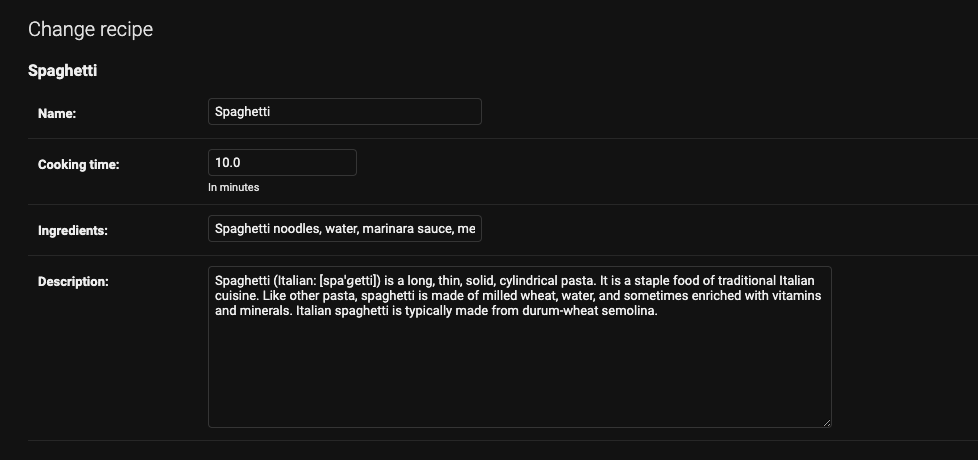 Change recipe
Spaghetti
Name:
Spaghetti
Cooking time:
10.0
In minutes
Ingredients:
Spaghetti noodles, water, marinara sauce, me
Description:
Spaghetti (Italian: [spaˈɡetti]) is a long, thin, solid, cylindrical pasta. It is a staple food of traditional Italian
cuisine. Like other pasta, spaghetti is made of milled wheat, water, and sometimes enriched with vitamins
and minerals. Italian spaghetti is typically made from durum-wheat semolina.